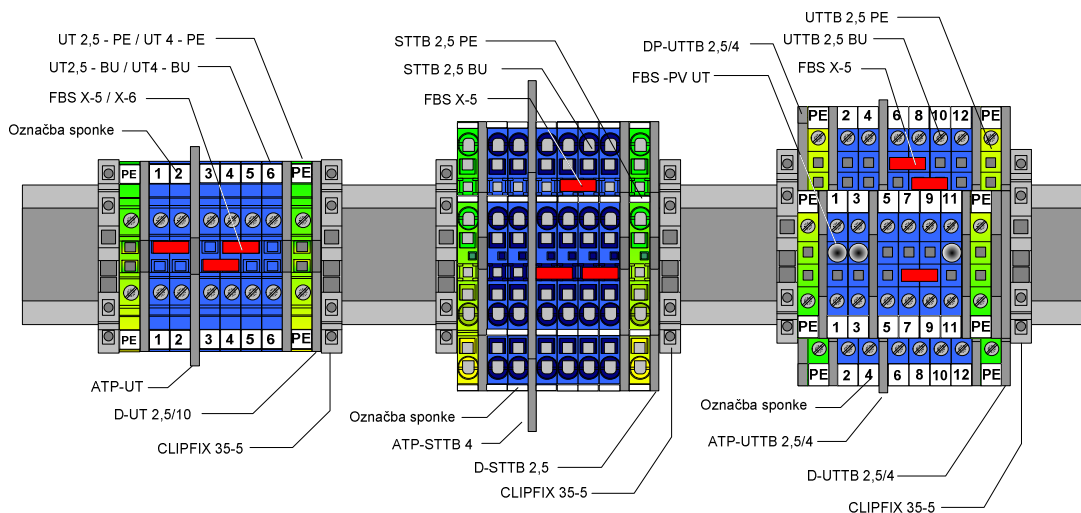 UT 2,5 - PE / UT 4 - PE
UT2,5 - BU / UT4 - BU
FBS X-5 / X-6
Označba sponke
PE 1 2 3 4 5 6 PE
PE 1 2 3 4 5 6 PE
ATP-UT
D-UT 2,5/10
CLIPFIX 35-5
STTB 2,5 PE
STTB 2,5 BU
FBS X-5
Označba sponke
ATP-STTB 4
D-STTB 2,5
CLIPFIX 35-5
UTTB 2,5 PE
DP-UTTB 2,5/4
UTTB 2,5 BU
FBS -PV UT
FBS X-5
PE 2 4 6 8 10 12 PE
PE 1 3 5 7 9 11 PE
PE 1 3 5 7 9 11 PE
PE 2 4 6 8 10 12 PE
Označba sponke
ATP-UTTB 2,5/4
D-UTTB 2,5/4
CLIPFIX 35-5